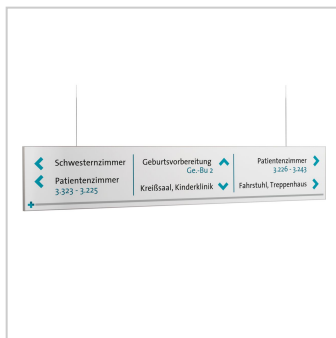 Schwesternzimmer
Patientenzimmer
3.323 - 3.225
Geburtsvorbereitung
Ge.-Bu 2
Kreißsaal, Kinderklinik
Patientenzimmer
3.226 - 3.243
Fahrstuhl, Treppenhaus